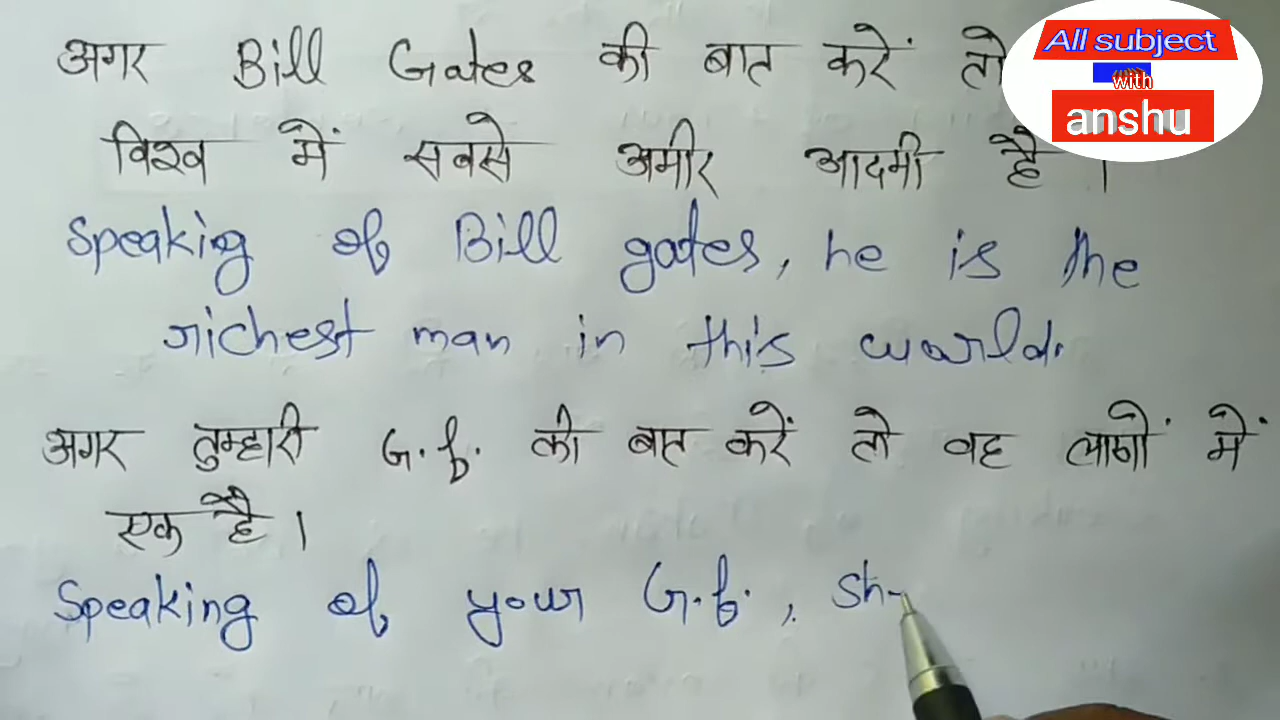 अगर Bill Gates की बात करें तो
विश्व में सबसे अमीर आदमी है।
Speaking of Bill gates, he is the
richest man in this world.
अगर तुम्हारी G.f. की बात करें तो वह लाखों में
एक है।
Speaking of your G.f., sh
All subject
with
anshu